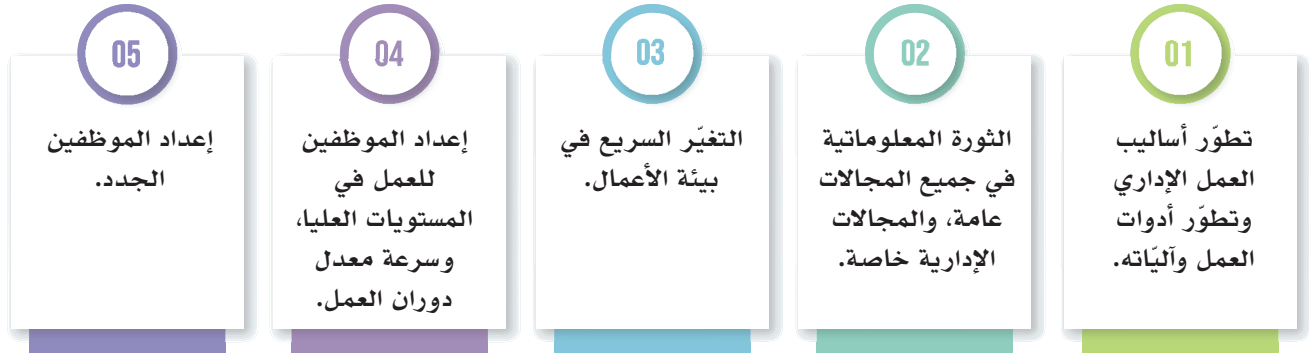 01
تطوّر أساليب
العمل الإداري
وتطوّر أدوات
العمل وآليّاته.
02
الثورة المعلوماتية
في جميع المجالات
عامة، والمجالات
الإدارية خاصة.
03
التغيّر السريع في
بيئة الأعمال.
04
إعداد الموظفين
للعمل في
المستويات العليا،
وسرعة معدل
دوران العمل.
05
إعداد الموظفين
الجدد.